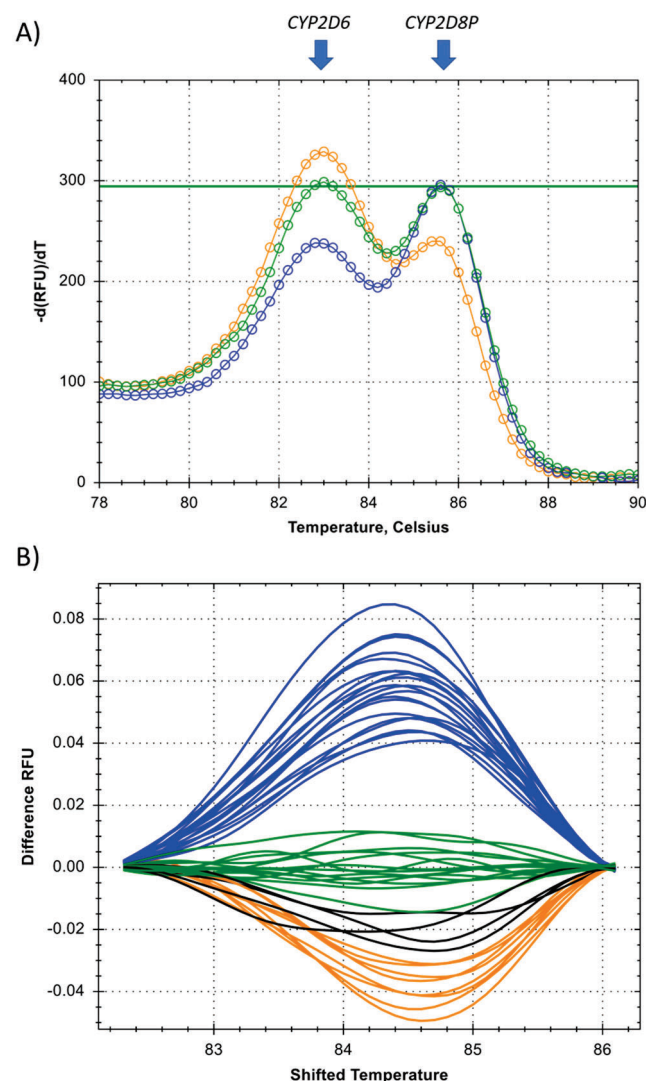 A)
CYP2D6 CYP2D8P
400
300
200
100
0
-d(RFU)/dT
78 80 82 84 86 88 90
Temperature, Celsius
B)
0.08
0.06
0.04
0.02
0.00
-0.02
-0.04
Difference RFU
83 84 85 86
Shifted Temperature